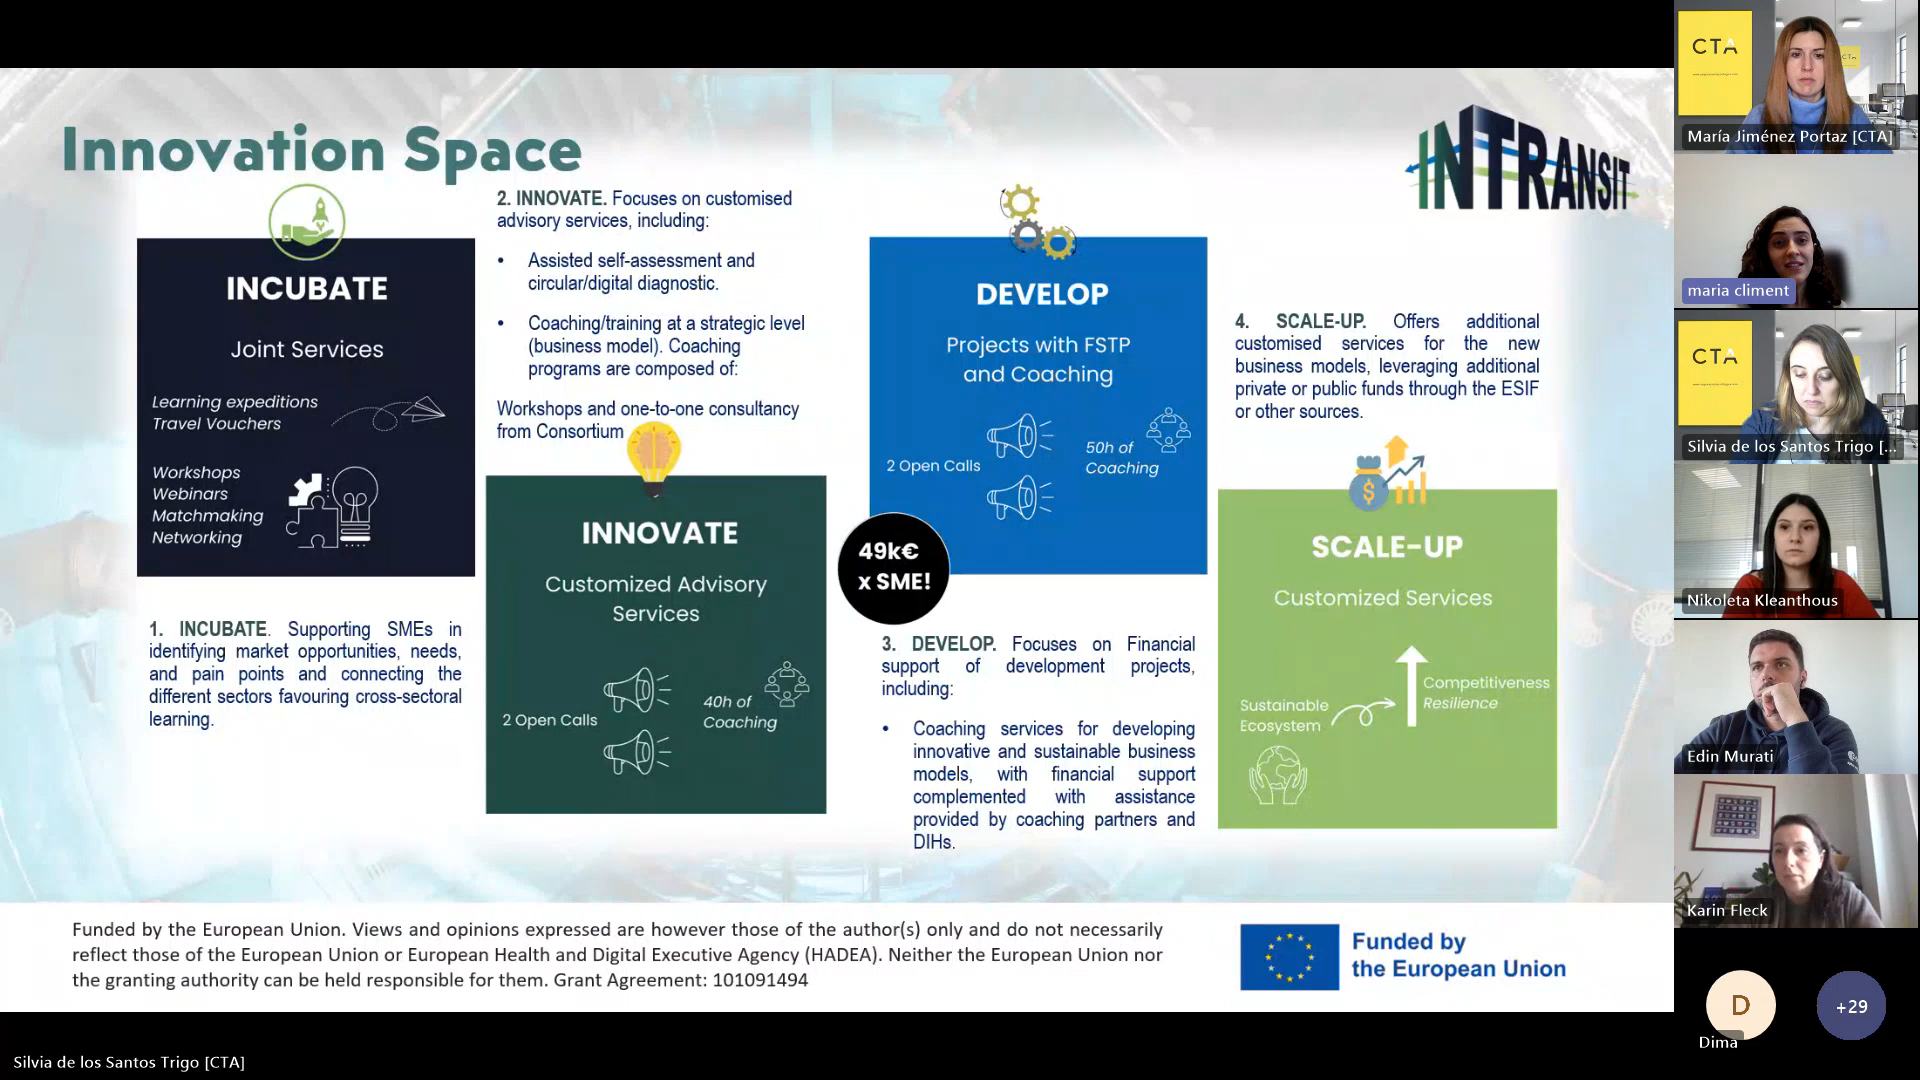 Innovation Space
INTRANSIT
INCUBATE
Joint Services
Learning expeditions
Travel Vouchers
Workshops
Webinars
Matchmaking
Networking
1. INCUBATE. Supporting SMEs in
identifying market opportunities, needs,
and pain points and connecting the
different sectors favouring cross-sectoral
learning.
2. INNOVATE. Focuses on customised
advisory services, including:
• Assisted self-assessment and
circular/digital diagnostic.
• Coaching/training at a strategic level
(business model). Coaching
programs are composed of:
Workshops and one-to-one consultancy
from Consortium
INNOVATE
Customized Advisory
Services
2 Open Calls
40h of
Coaching
DEVELOP
Projects with FSTP
and Coaching
2 Open Calls
50h of
Coaching
49k€
x SME!
3. DEVELOP. Focuses on Financial
support of development projects,
including:
• Coaching services for developing
innovative and sustainable business
models, with financial support
complemented with assistance
provided by coaching partners and
DIHs.
4. SCALE-UP. Offers additional
customised services for the new
business models, leveraging additional
private or public funds through the ESIF
or other sources.
$
SCALE-UP
Customized Services
Sustainable
Ecosystem
Competitiveness
Resilience
Funded by the European Union. Views and opinions expressed are however those of the author(s) only and do not necessarily
reflect those of the European Union or European Health and Digital Executive Agency (HADEA). Neither the European Union nor
the granting authority can be held responsible for them. Grant Agreement: 101091494
Funded by
the European Union
Silvia de los Santos Trigo [CTA]
CTA
CTA
María Jiménez Portaz [CTA]
maria climent
CTA
Silvia de los Santos Trigo [...
Nikoleta Kleanthous
Edin Murati
Karin Fleck
D
Dima
+29